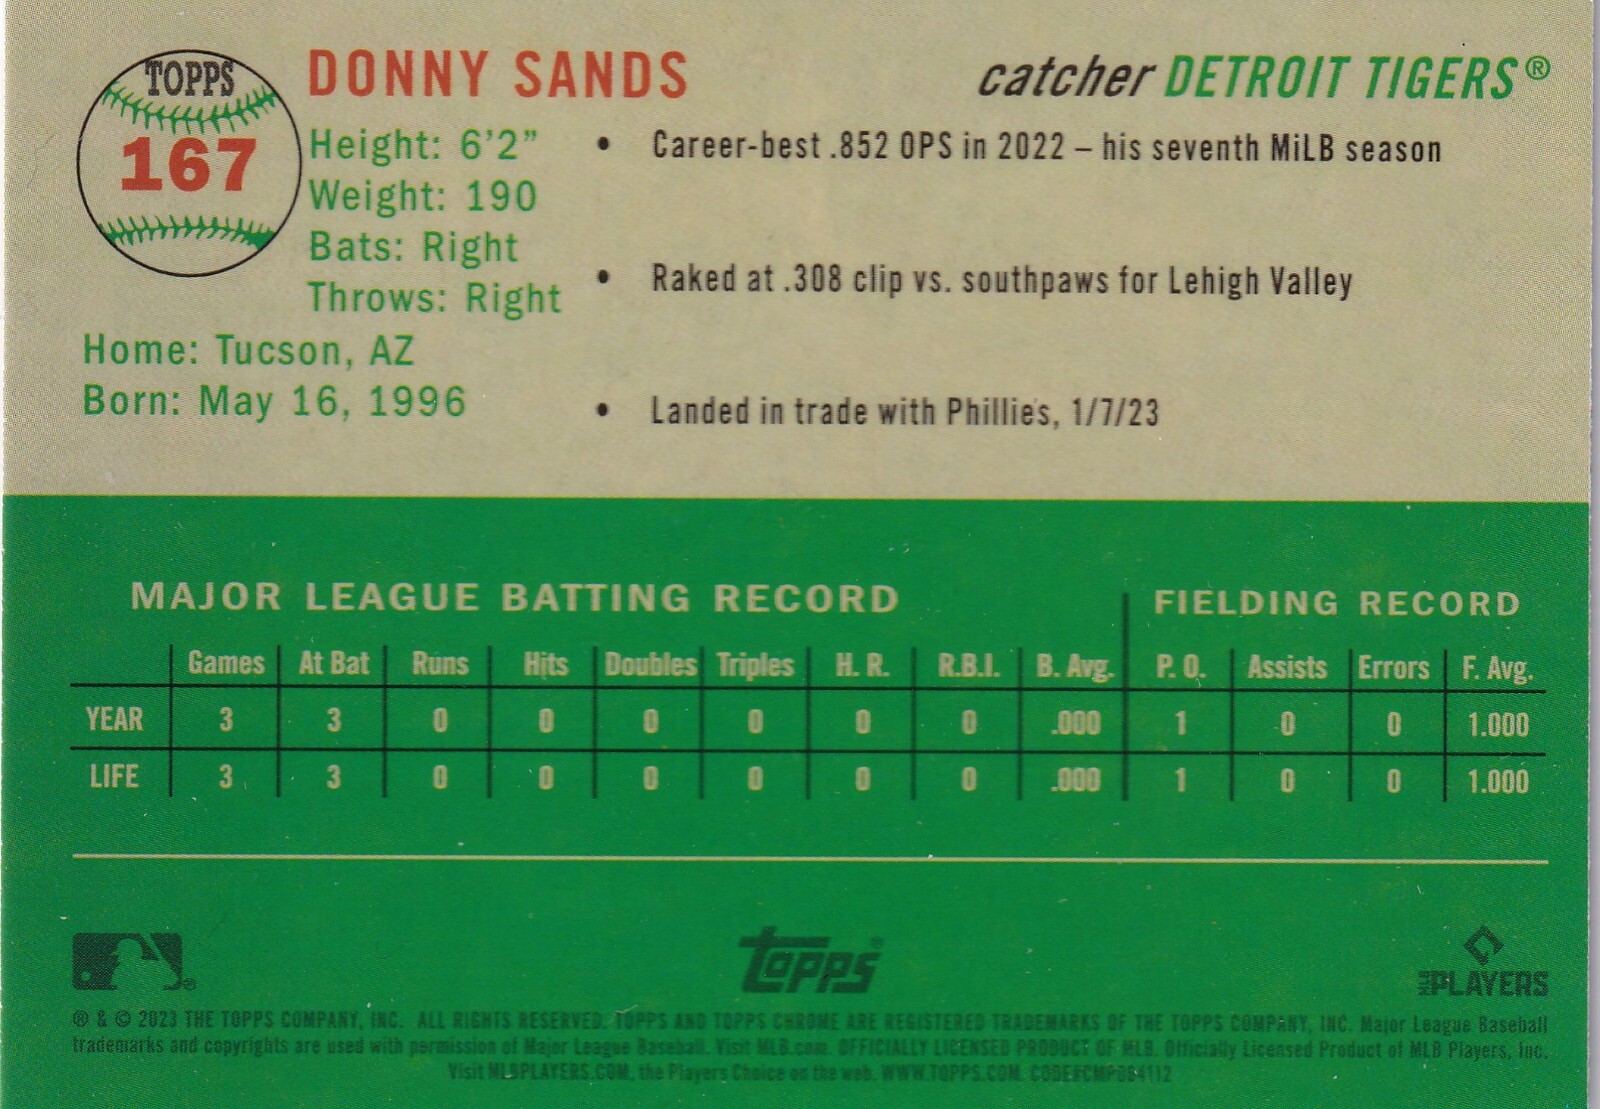 TOPPS
167
DONNY SANDS
catcher DETROIT TIGERS®
Height: 6'2"
Weight: 190
Bats: Right
Throws: Right
Home: Tucson, AZ
Born: May 16, 1996
• Career-best .852 OPS in 2022 – his seventh MiLB season
• Raked at .308 clip vs. southpaws for Lehigh Valley
• Landed in trade with Phillies, 1/7/23
MAJOR LEAGUE BATTING RECORD FIELDING RECORD
Games At Bat Runs Hits Doubles Triples H. R. R.B.I. B. Avg. P. O. Assists Errors F. Avg.
YEAR 3 3 0 0 0 0 0 0 .000 1 0 0 1.000
LIFE 3 3 0 0 0 0 0 0 .000 1 0 0 1.000
topps®
MLB PLAYERS
® & © 2023 THE TOPPS COMPANY, INC. ALL RIGHTS RESERVED. TOPPS AND TOPPS CHROME ARE REGISTERED TRADEMARKS OF THE TOPPS COMPANY, INC. Major League Baseball
trademarks and copyrights are used with permission of Major League Baseball. Visit MLB.com. OFFICIALLY LICENSED PRODUCT OF MLB. Officially Licensed Product of MLB Players, Inc.
Visit MLBPLAYERS.COM, the Players Choice on the web. WWW.TOPPS.COM. CODE#CMP084112